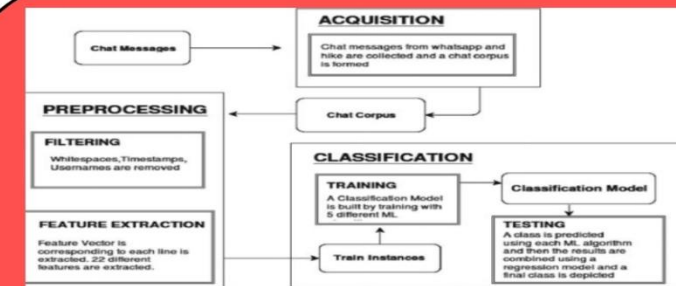 ACQUISITION
Chat Messages
Chat messages from whatsapp and
hike are collected and a chat corpus
is formed
PREPROCESSING
Chat Corpus
FILTERING
Whitespaces,Timestamps,
Usernames are removed
CLASSIFICATION
TRAINING
A Classification Model
is built by training with
5 different ML
Classification Model
FEATURE EXTRACTION
Feature Vector is
corresponding to each line is
extracted. 22 different
features are extracted.
Train Instances
TESTING
A class is predicted
using each ML algorithm
and then the results are
combined using a
regression model and a
final class is depicted